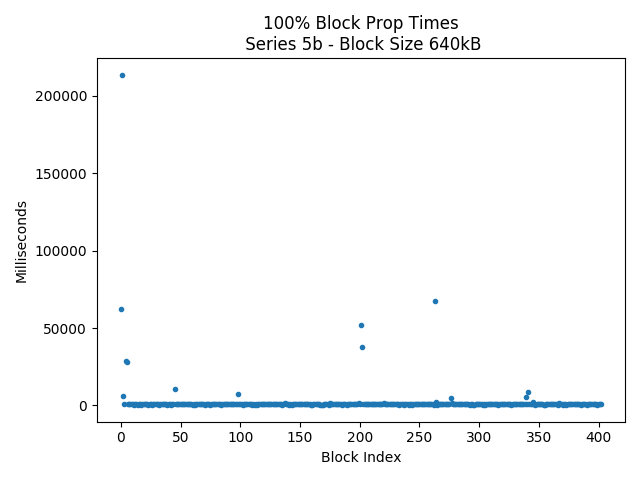 100% Block Prop Times
Series 5b - Block Size 640kB
200000
150000
100000
50000
0
Milliseconds
0 50 100 150 200 250 300 350 400
Block Index